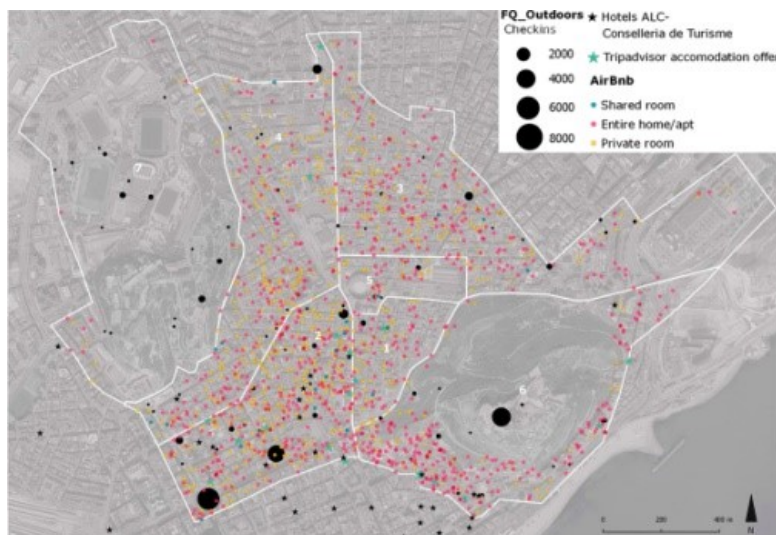 FQ_Outdoors
Checkins
2000
4000
6000
8000
★ Hotels ALC-
Conselleria de Turisme
★ Tripadvisor accomodation offer
AirBnb
Shared room
Entire home/apt
Private room
7
4
3
5
2
1
6
N
0 200 400 m